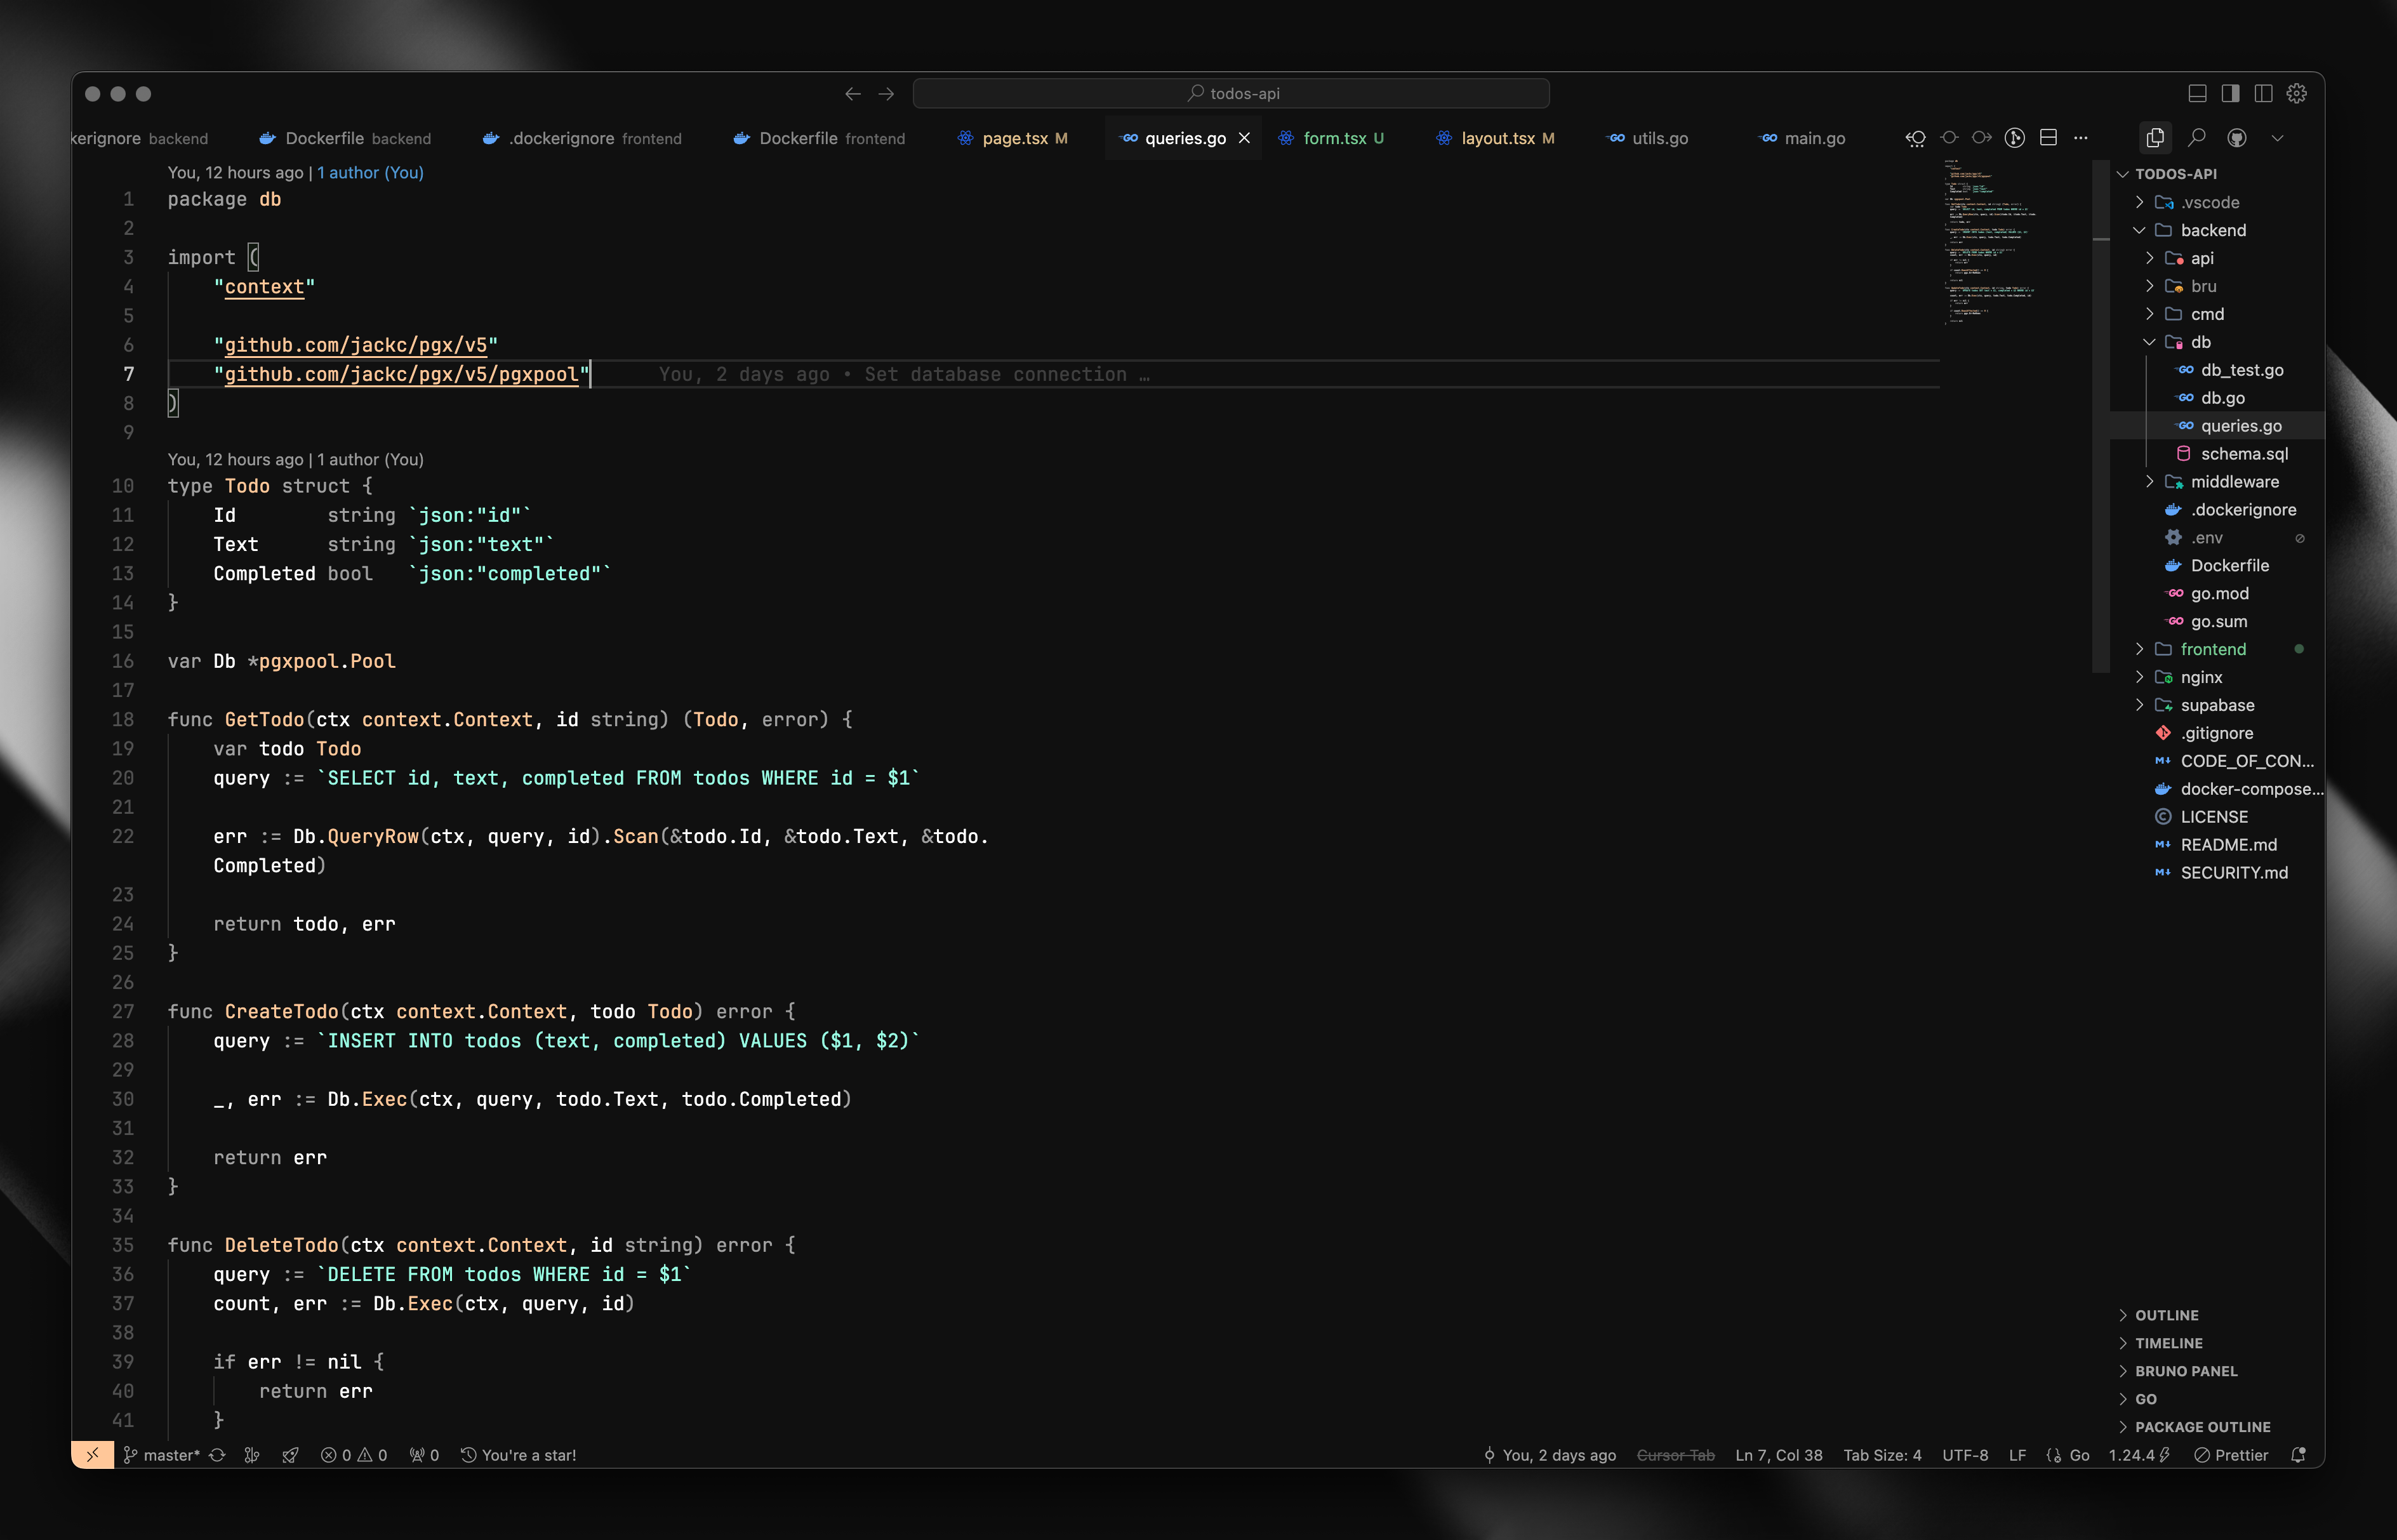 todos-api
kerignore backend
Dockerfile backend
.dockerignore frontend
Dockerfile frontend
page.tsx M
queries.go
form.tsx U
layout.tsx M
utils.go
main.go
You, 12 hours ago | 1 author (You)
1 package db
2
3 import (
4 "context"
5
6 "github.com/jackc/pgx/v5"
7 "github.com/jackc/pgx/v5/pgxpool" You, 2 days ago • Set database connection …
8 )
9
You, 12 hours ago | 1 author (You)
10 type Todo struct {
11 Id string `json:"id"`
12 Text string `json:"text"`
13 Completed bool `json:"completed"`
14 }
15
16 var Db *pgxpool.Pool
17
18 func GetTodo(ctx context.Context, id string) (Todo, error) {
19 var todo Todo
20 query := `SELECT id, text, completed FROM todos WHERE id = $1`
21
22 err := Db.QueryRow(ctx, query, id).Scan(&todo.Id, &todo.Text, &todo.
Completed)
23
24 return todo, err
25 }
26
27 func CreateTodo(ctx context.Context, todo Todo) error {
28 query := `INSERT INTO todos (text, completed) VALUES ($1, $2)`
29
30 _, err := Db.Exec(ctx, query, todo.Text, todo.Completed)
31
32 return err
33 }
34
35 func DeleteTodo(ctx context.Context, id string) error {
36 query := `DELETE FROM todos WHERE id = $1`
37 count, err := Db.Exec(ctx, query, id)
38
39 if err != nil {
40 return err
41 }
TODOS-API
.vscode
backend
api
bru
cmd
db
db_test.go
db.go
queries.go
schema.sql
middleware
.dockerignore
.env
Dockerfile
go.mod
go.sum
frontend
nginx
supabase
.gitignore
CODE_OF_CON...
docker-compose...
LICENSE
README.md
SECURITY.md
OUTLINE
TIMELINE
BRUNO PANEL
GO
PACKAGE OUTLINE
master* 0 0 0 You're a star!
You, 2 days ago Cursor Tab Ln 7, Col 38 Tab Size: 4 UTF-8 LF Go 1.24.4 Prettier